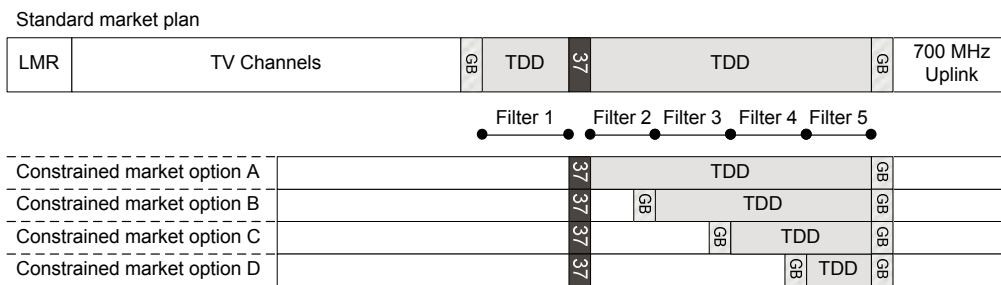 Standard market plan
LMR TV Channels GB TDD 37 TDD GB 700 MHz Uplink
Filter 1 Filter 2 Filter 3 Filter 4 Filter 5
Constrained market option A 37 TDD GB
Constrained market option B 37 GB TDD GB
Constrained market option C 37 GB TDD GB
Constrained market option D 37 GB TDD GB